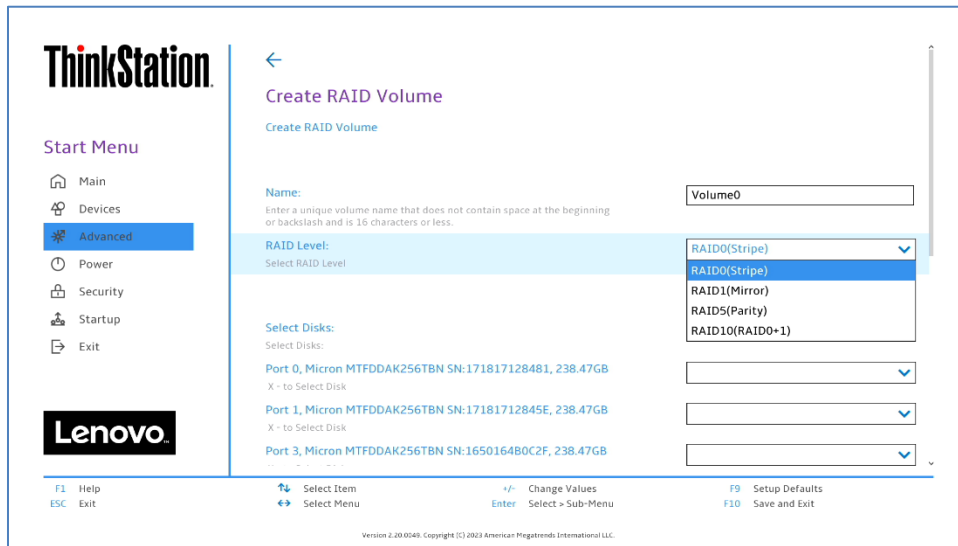 ThinkStation
Start Menu
Main
Devices
Advanced
Power
Security
Startup
Exit
Lenovo
Create RAID Volume
Create RAID Volume
Name:
Enter a unique volume name that does not contain space at the beginning
or backslash and is 16 characters or less.
Volume0
RAID Level:
Select RAID Level
RAID0(Stripe)
RAID0(Stripe)
RAID1(Mirror)
RAID5(Parity)
RAID10(RAID0+1)
Select Disks:
Select Disks:
Port 0, Micron MTFDDAK256TBN SN:171817128481, 238.47GB
X - to Select Disk
Port 1, Micron MTFDDAK256TBN SN:17181712845E, 238.47GB
X - to Select Disk
Port 3, Micron MTFDDAK256TBN SN:1650164B0C2F, 238.47GB
F1 Help
ESC Exit
Select Item
Select Menu
+/- Change Values
Enter Select > Sub-Menu
F9 Setup Defaults
F10 Save and Exit
Version 2.20.0049. Copyright (C) 2023 American Megatrends International LLC.